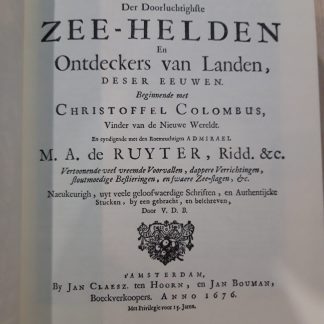 Der Doorluchtighste
ZEE-HELDEN
En
Ontdeckers van Landen,
DESER EEUWEN.
Beginnende met
CHRISTOFFEL COLOMBUS,
Vinder van de Nieuwe Wereldt.
En eyndigende met den Roemruchtigen ADMIRAEL
M. A. de RUYTER, Ridd. &c.
Vertoonende veel vreemde Voorvallen, dappere Verrichtingen,
stoutmoedige Bestieringen, en swaere Zee-slagen, &c.
Naeukeurigh, uyt veele geloofwaerdige Schriften, en Authentijcke
Stucken, by een gebracht, en beschreven,
Door V. D. B.
T'AMSTERDAM,
By JAN CLAESZ. ten HOORN, en JAN BOUMAN,
Boeckverkoopers. ANNO 1676.
Met Privilegie voor 15. Jaren.